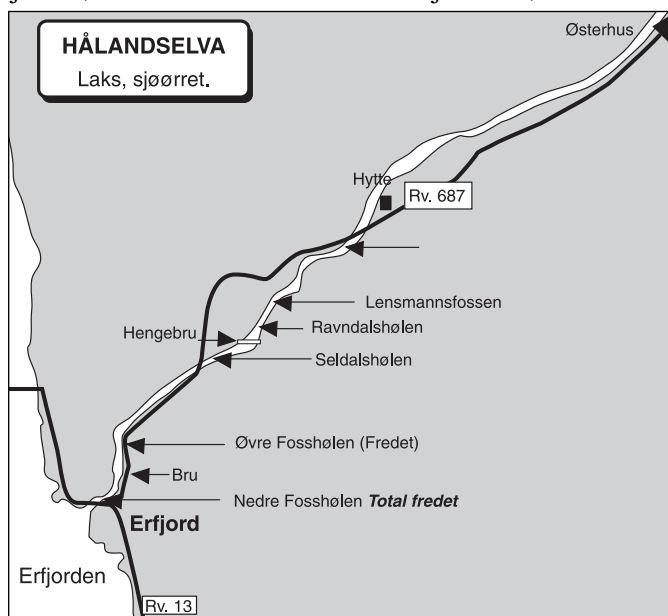 HÅLANDSELVA
Laks, sjøørret.
Østerhus
Hytte
Rv. 687
Lensmannsfossen
Hengebru
Ravndalshølen
Seldalshølen
Øvre Fosshølen (Fredet)
Bru
Nedre Fosshølen Total fredet
Erfjord
Erfjorden
Rv. 13